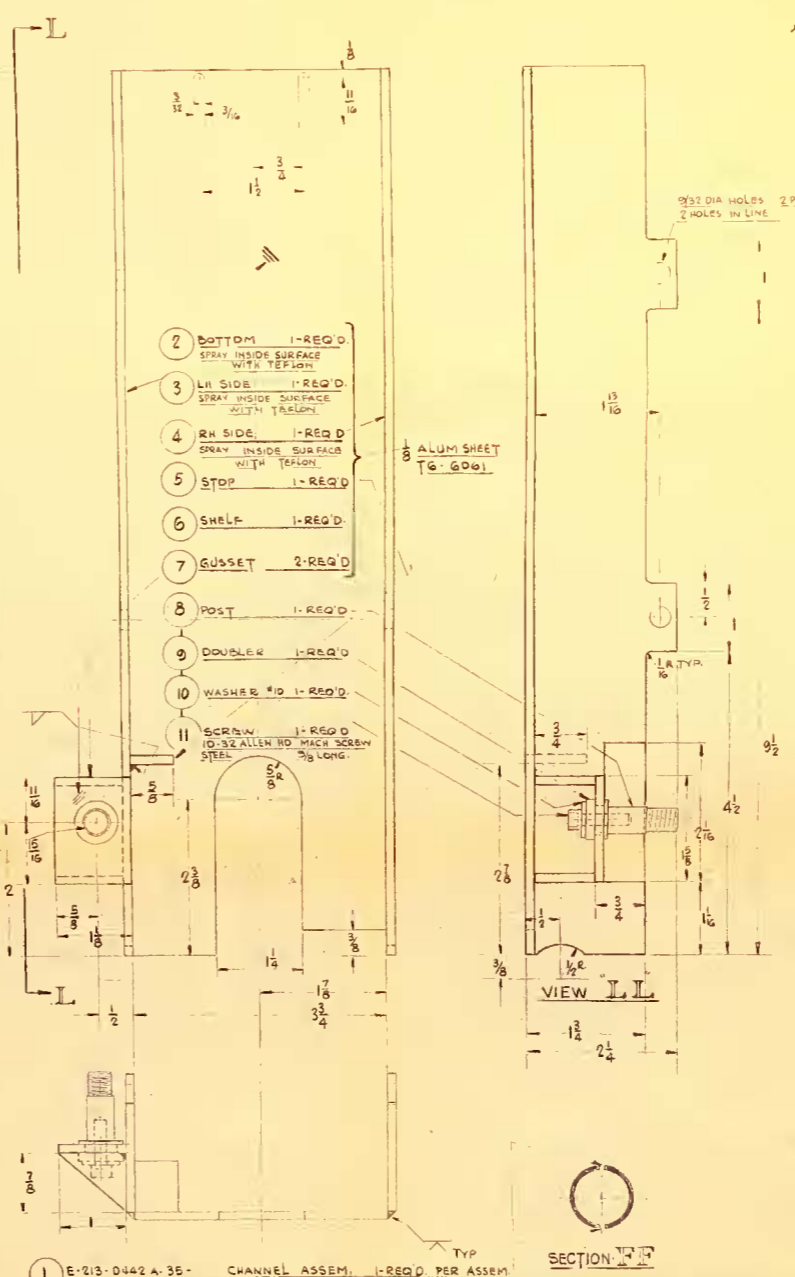 L
1/8
3/32
3/16
11/16
3/4
1 1/2
9/32 DIA HOLES 2 P
2 HOLES IN LINE
1
2 BOTTOM 1-REQ'D.
SPRAY INSIDE SURFACE
WITH TEFLON
3 LH SIDE 1-REQ'D.
SPRAY INSIDE SURFACE
WITH TEFLON
4 RH SIDE 1-REQ D
SPRAY INSIDE SURFACE
WITH TEFLON
5 STOP 1-REQ'D
6 SHELF 1-REQ'D.
7 GUSSET 2-REQ'D
8 POST 1-REQ'D
9 DOUBLER 1-REQ'D
10 WASHER #10 1-REQ'D.
11 SCREW 1-REQ D
10-32 ALLEN HD MACH SCREW
STEEL 5/8 LONG.
1/8 ALUM SHEET
T6-6061
1 13/16
1/2
1
1/16 R. TYP.
3/4
9 1/2
4 1/2
2 1/16
1 5/8
2 7/8
3/4
1 1/16
1/2
3/8
1/2 R
VIEW LL
1 3/4
2 1/4
11/16
1
15/16
2
5/8
5/8 R
2 3/8
5/8
1 1/8
3/8
1 1/4
L
1/2
1 7/8
3 3/4
7/8
1
TYP
SECTION FF
1 E-213-0442 A-35- CHANNEL ASSEM. 1-REQ'D. PER ASSEM.